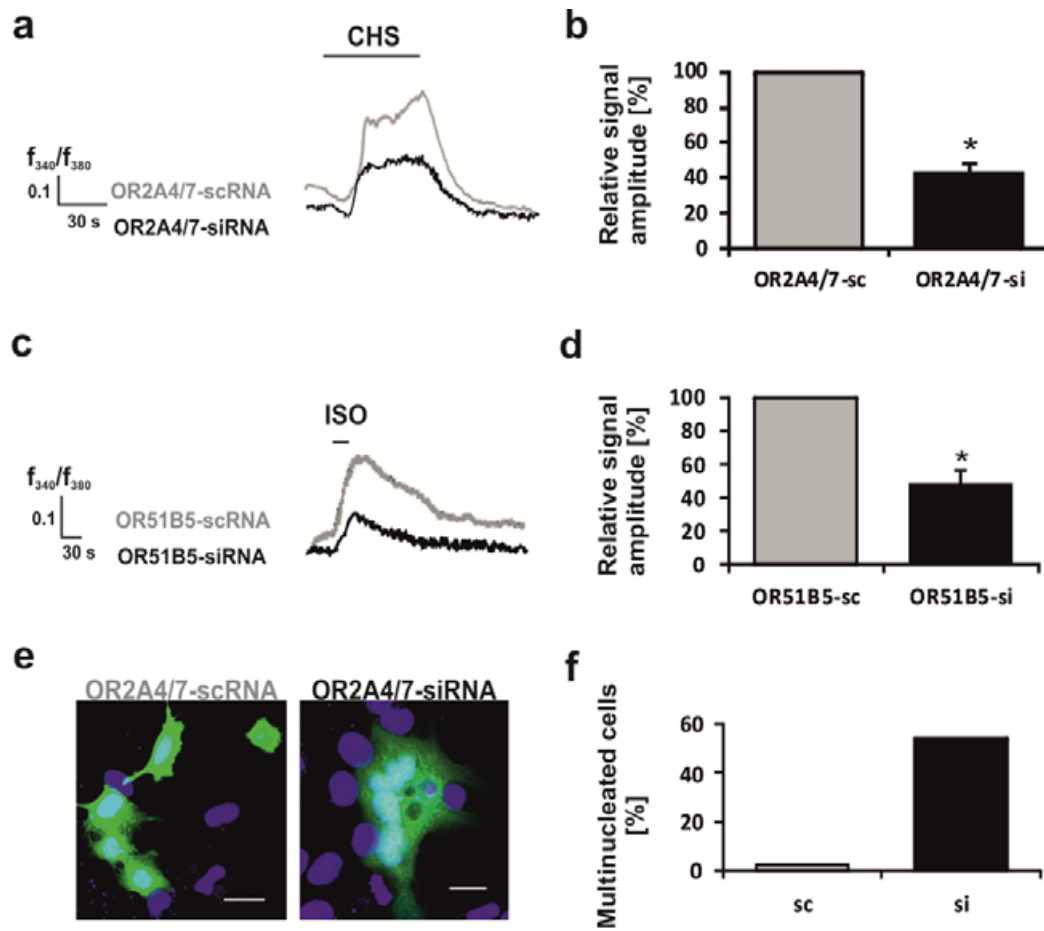 a
CHS
f340/f380
0.1
30 s
OR2A4/7-scRNA
OR2A4/7-siRNA
b
Relative signal
amplitude [%]
100
80
60
40
20
0
*
OR2A4/7-sc
OR2A4/7-si
c
ISO
f340/f380
0.1
30 s
OR51B5-scRNA
OR51B5-siRNA
d
Relative signal
amplitude [%]
100
80
60
40
20
0
*
OR51B5-sc
OR51B5-si
e
OR2A4/7-scRNA
OR2A4/7-siRNA
f
Multinucleated cells
[%]
60
40
20
0
sc
si